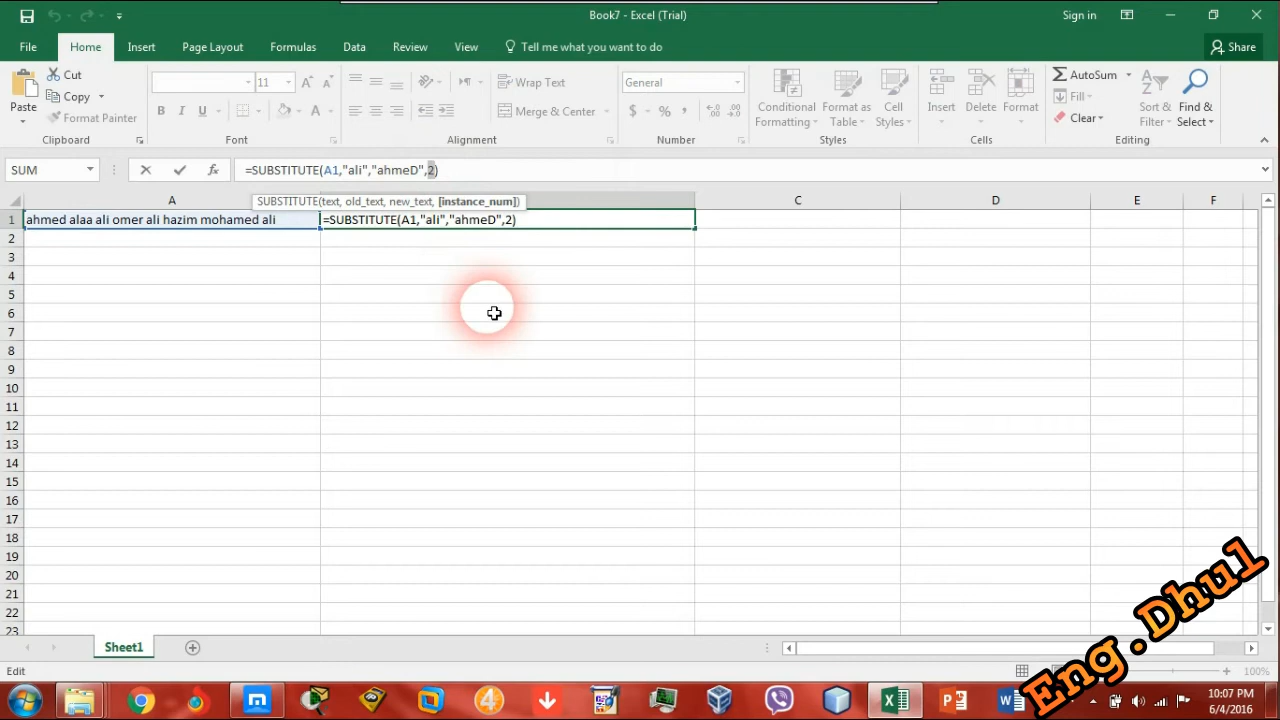 Book7 - Excel (Trial)
Sign in
File
Home
Insert
Page Layout
Formulas
Data
Review
View
Tell me what you want to do
Share
Paste
Cut
Copy
Format Painter
Clipboard
11
B I U
A
Font
Wrap Text
Merge & Center
Alignment
General
$ % ,
Number
Conditional Formatting
Format as Table
Cell Styles
Styles
Insert
Delete
Format
Cells
AutoSum
Fill
Clear
Sort & Filter
Find & Select
Editing
SUM
fx
=SUBSTITUTE(A1,"ali","ahmeD",2)
SUBSTITUTE(text, old_text, new_text, [instance_num])
A
C
D
E
F
1
ahmed alaa ali omer ali hazim mohamed ali
=SUBSTITUTE(A1,"ali","ahmeD",2)
2
3
4
5
6
7
8
9
10
11
12
13
14
15
16
17
18
19
20
21
22
23
Sheet1
Edit
100%
10:07 PM
6/4/2016
Eng.Dhul